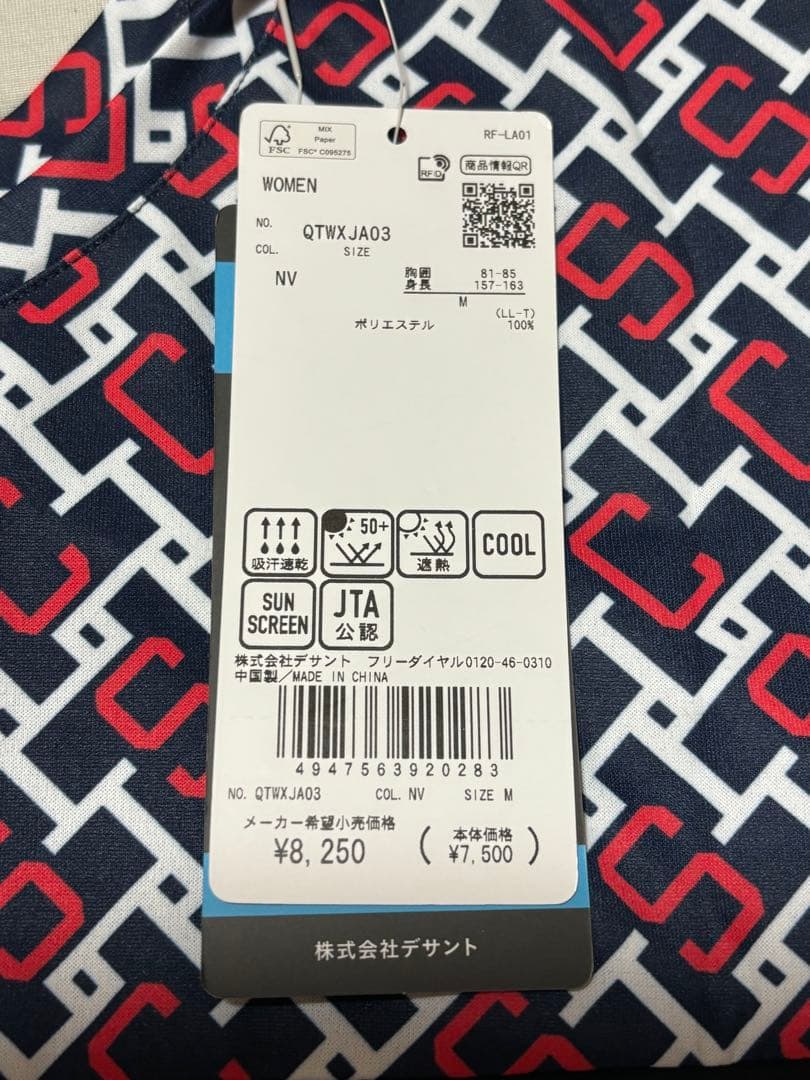 RF-LA01
FSC
MIX
Paper
FSC® C095275
RFID
商品情報QR
WOMEN
NO. QTWXJA03
COL. SIZE
NV
胸囲 81-85
身長 157-163
M
(LL-T)
ポリエステル 100%
吸汗速乾
50+
遮熱
COOL
SUN
SCREEN
JTA
公認
株式会社デサント フリーダイヤル0120-46-0310
中国製/MADE IN CHINA
4947563920283
NO. QTWXJA03 COL. NV SIZE M
メーカー希望小売価格
¥8,250
(本体価格
¥7,500)
株式会社デサント